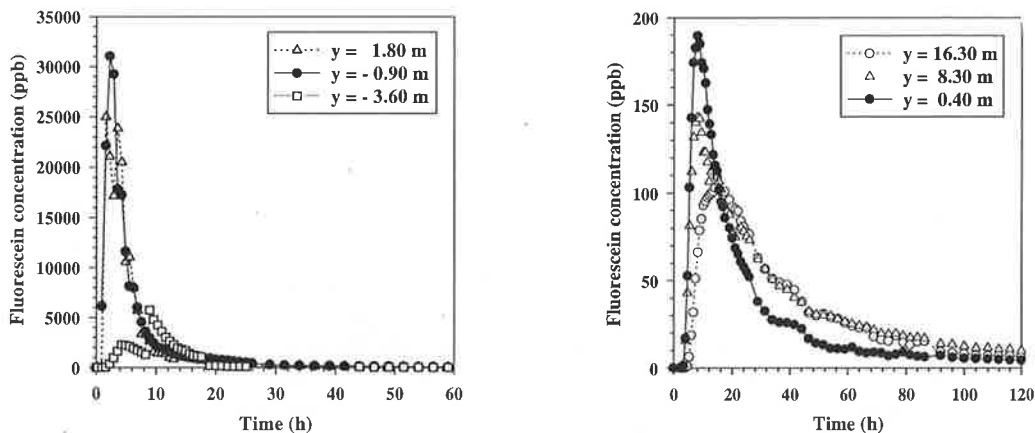 Fluorescein concentration (ppb)
35000
30000
25000
20000
15000
10000
5000
0
0 10 20 30 40 50 60
Time (h)
y = 1.80 m
y = - 0.90 m
y = - 3.60 m
Fluorescein concentration (ppb)
200
150
100
50
0
0 20 40 60 80 100 120
Time (h)
y = 16.30 m
y = 8.30 m
y = 0.40 m